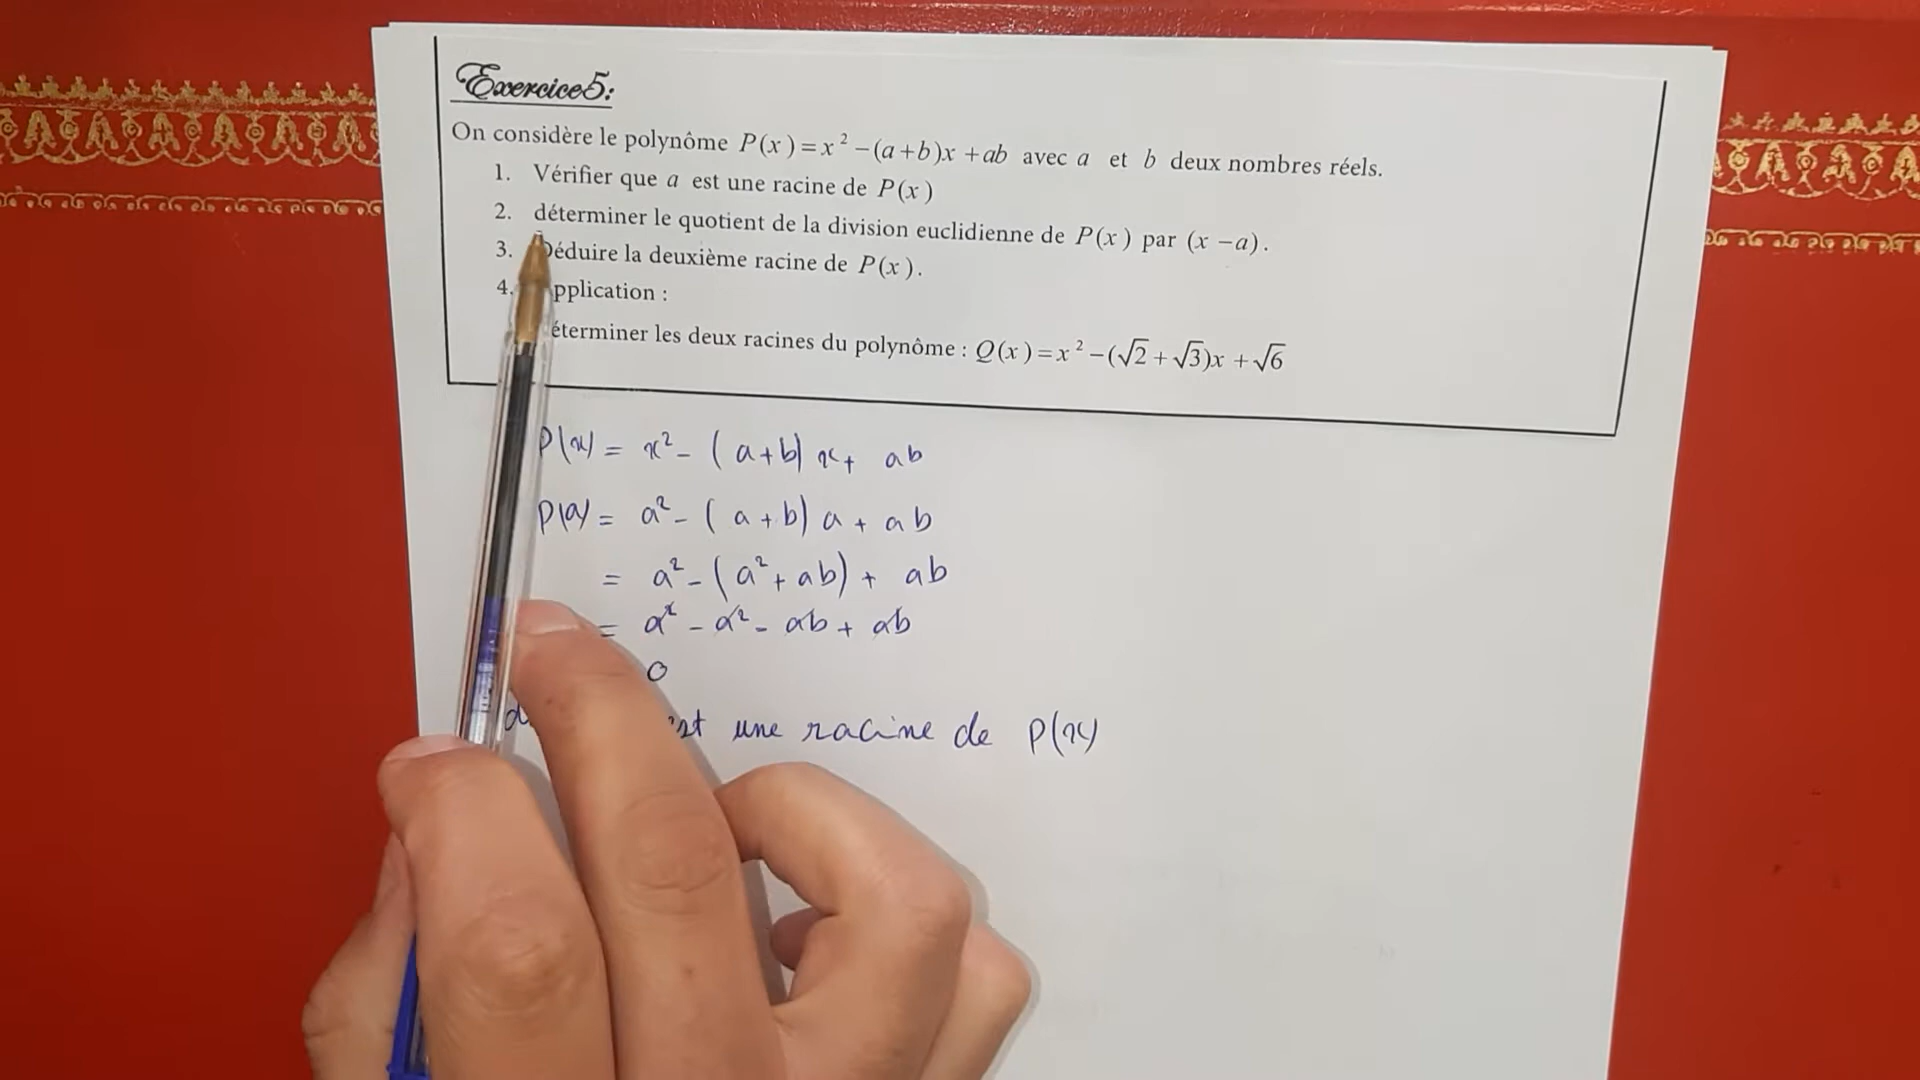 Exercice5:
On considère le polynôme P(x)=x²−(a+b)x+ab avec a et b deux nombres réels.
1. Vérifier que a est une racine de P(x)
2. déterminer le quotient de la division euclidienne de P(x) par (x−a).
3. Déduire la deuxième racine de P(x).
4. pplication :
éterminer les deux racines du polynôme : Q(x)=x²−(√2+√3)x+√6
P(x) = x² - (a+b) x + ab
P(a) = a² - (a+b) a + ab
= a² - (a² + ab) + ab
= a² - a² - ab + ab
0
une racine de P(x)